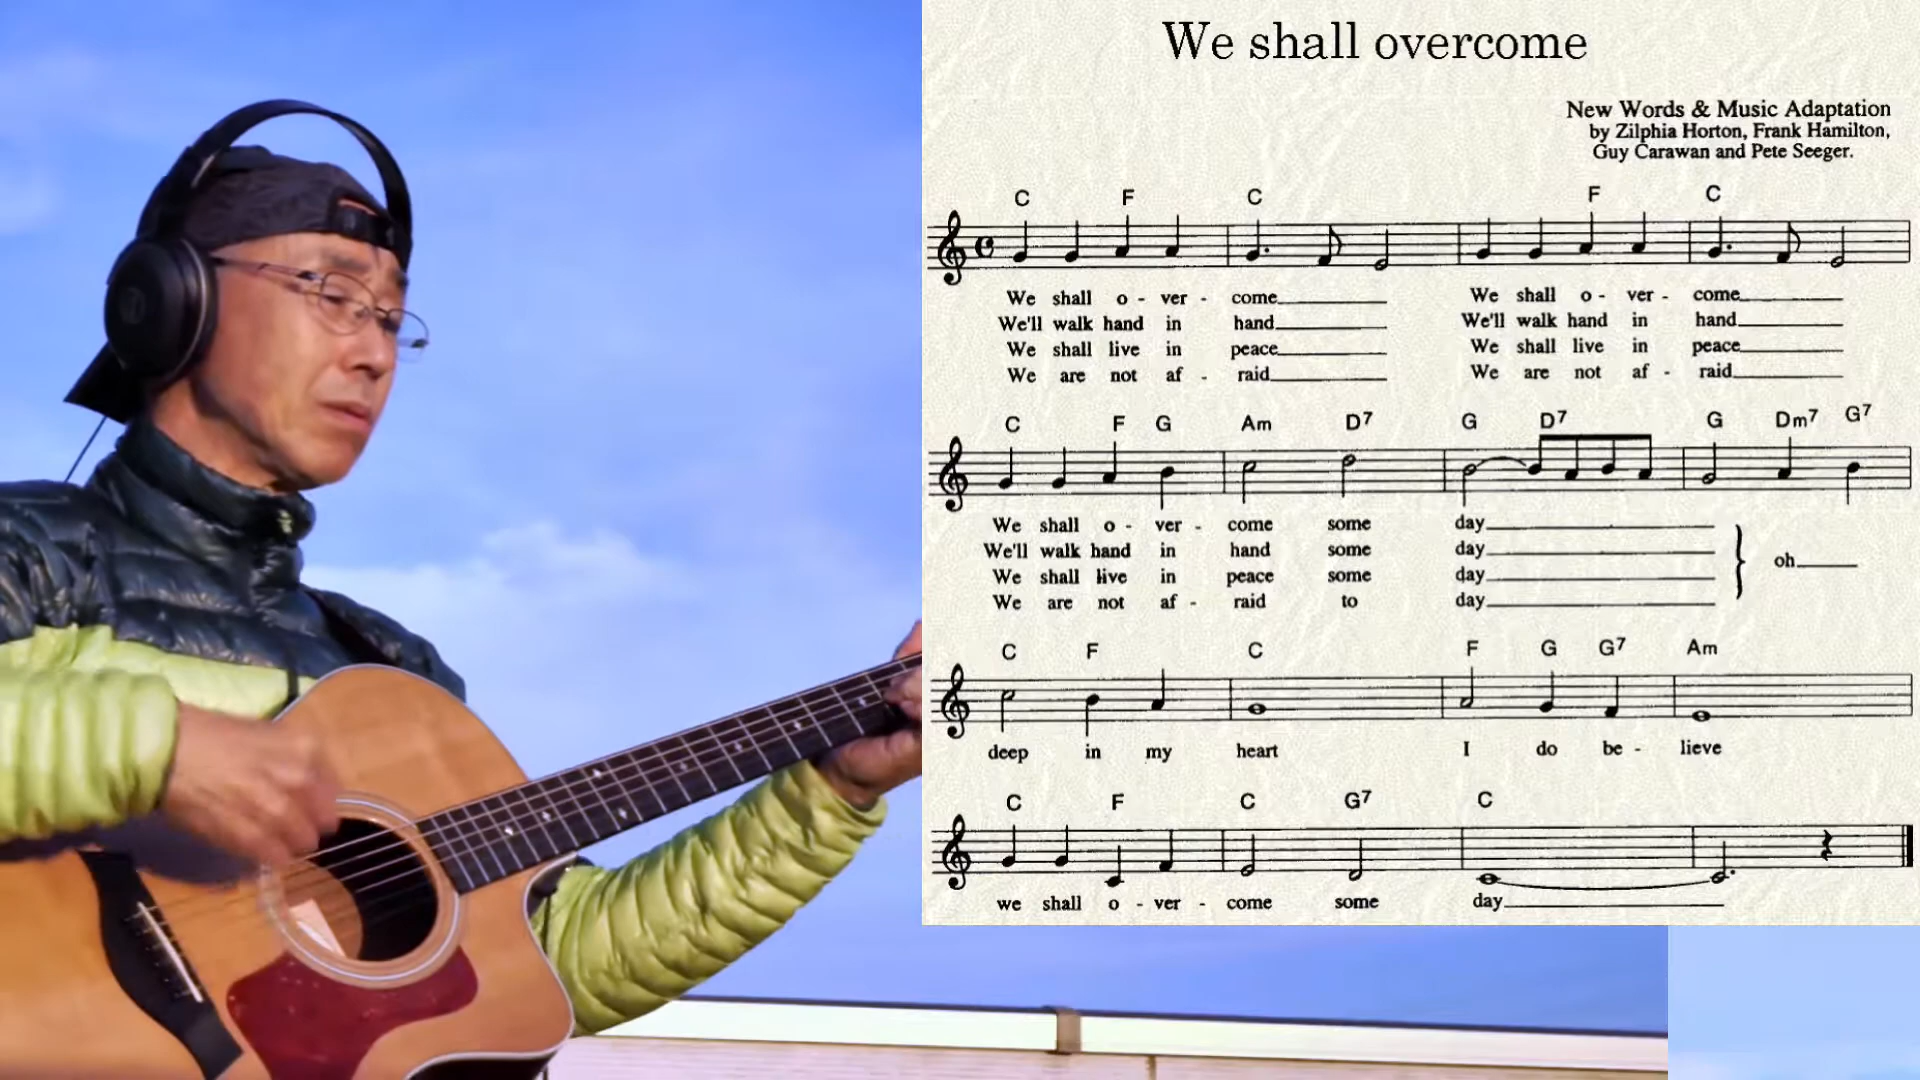 We shall overcome
New Words & Music Adaptation
by Zilphia Horton, Frank Hamilton,
Guy Carawan and Pete Seeger.
C F C F C
We shall o - ver - come We shall o - ver - come
We'll walk hand in hand We'll walk hand in hand
We shall live in peace We shall live in peace
We are not af - raid We are not af - raid
C F G Am D7 G D7 G Dm7 G7
We shall o - ver - come some day
We'll walk hand in hand some day
oh
We shall live in peace some day
We are not af - raid to day
C F C F G G7 Am
deep in my heart I do be - lieve
C F C G7 C
we shall o - ver - come some day